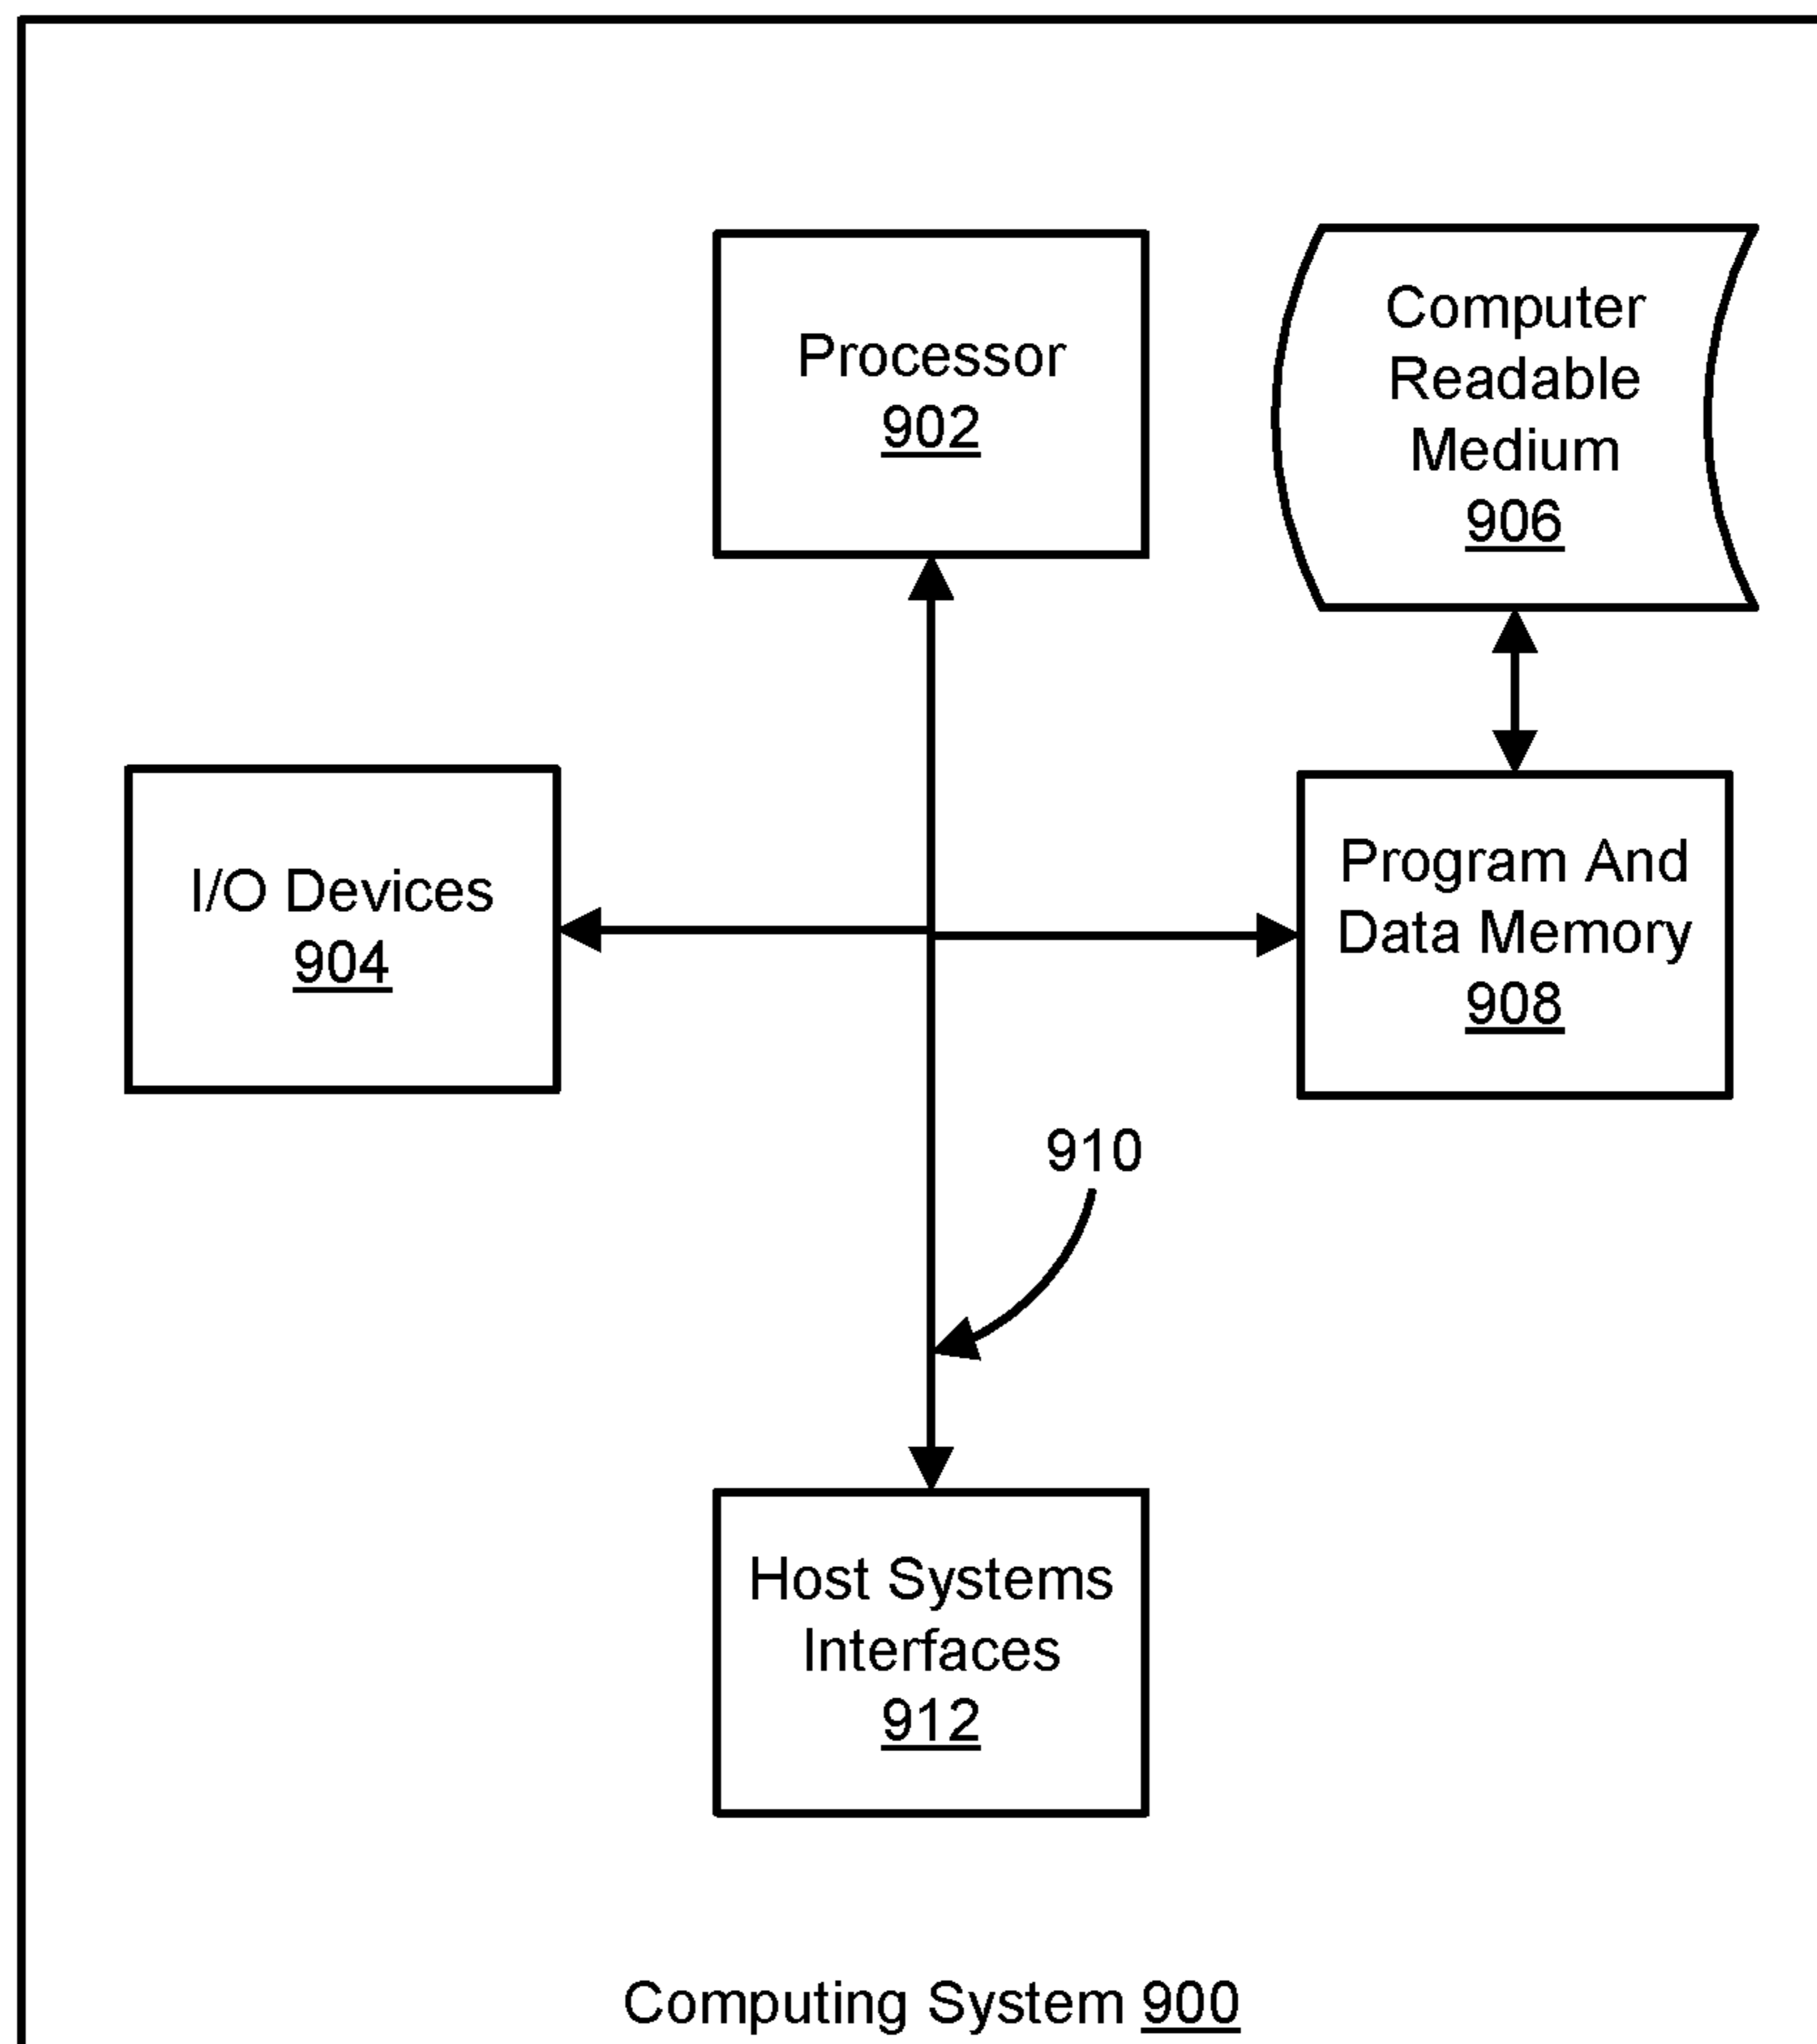 Processor
902
Computer
Readable
Medium
906
I/O Devices
904
Program And
Data Memory
908
910
Host Systems
Interfaces
912
Computing System 900